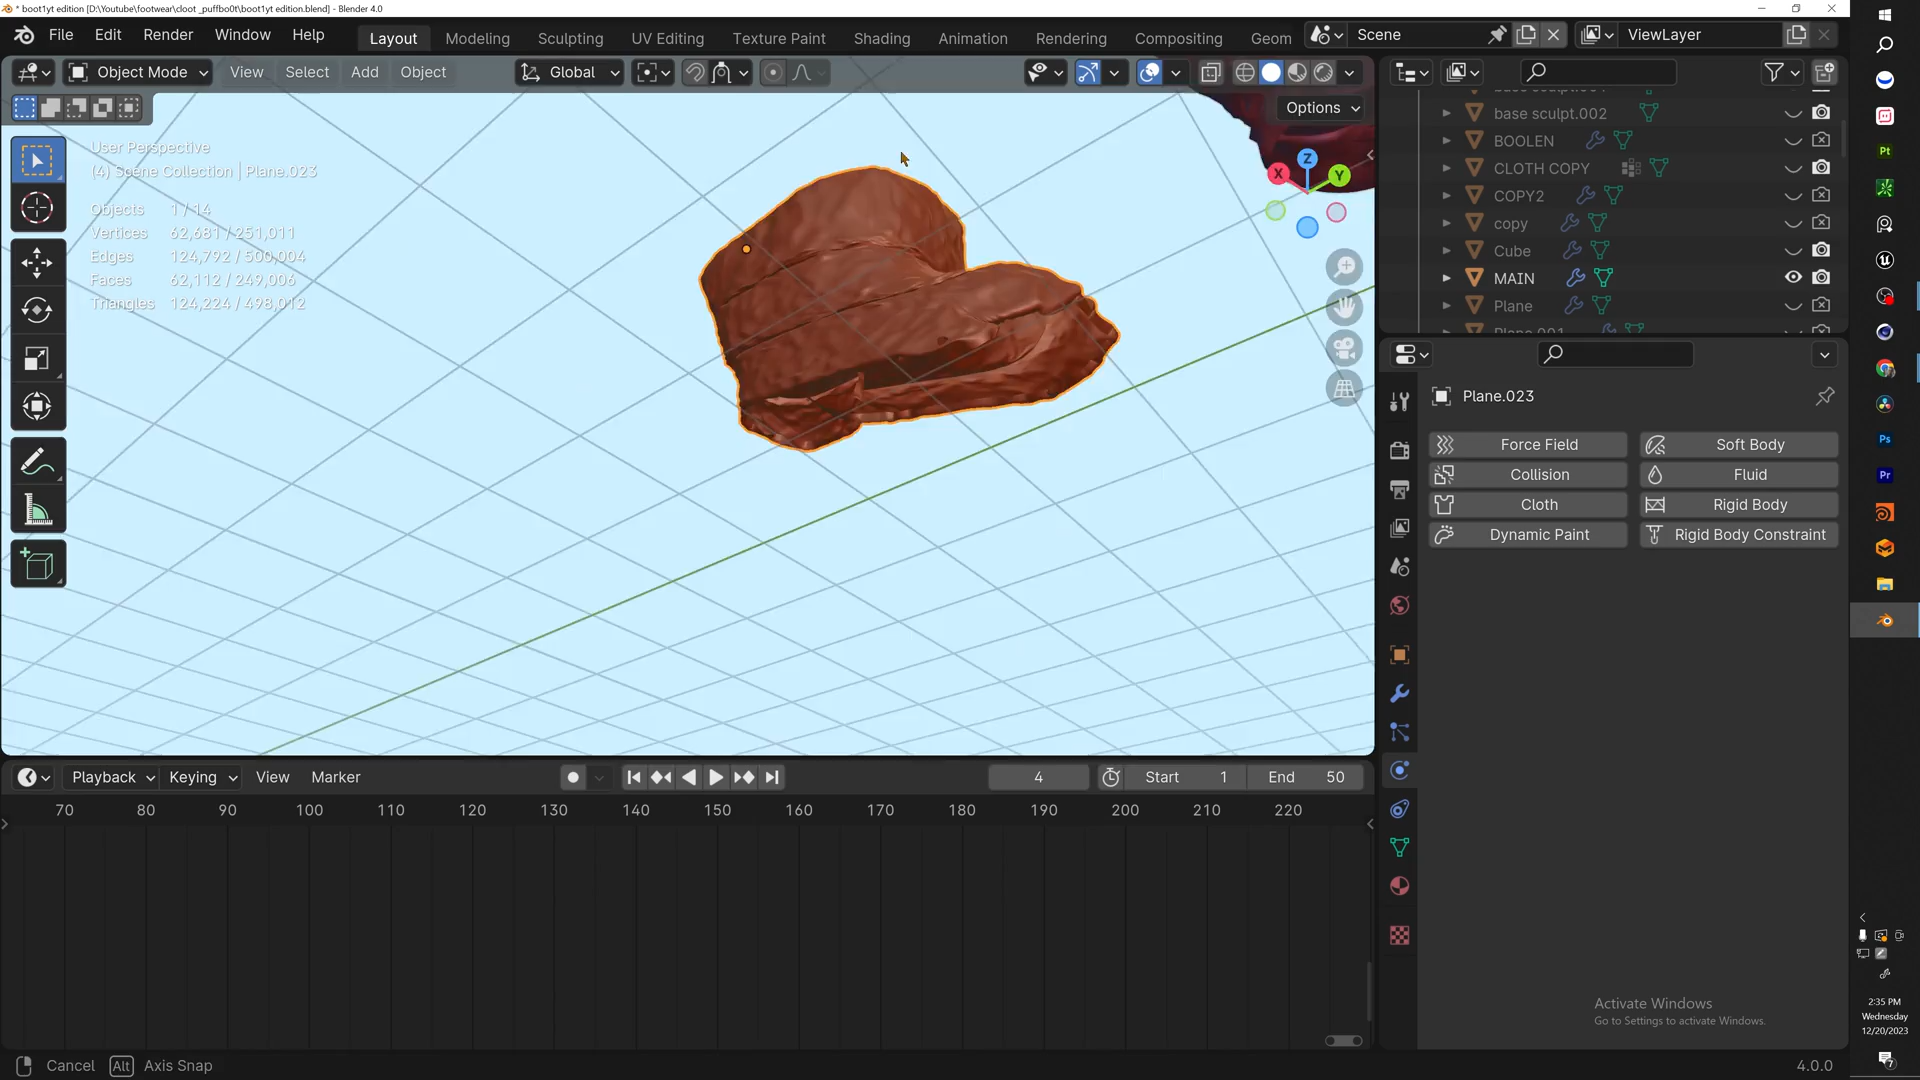 * boot1yt edition [D:\Youtube\footwear\cloot _puffbo0t\boot1yt edition.blend] - Blender 4.0
File Edit Render Window Help
Layout Modeling Sculpting UV Editing Texture Paint Shading Animation Rendering Compositing Geom
Scene
ViewLayer
Object Mode View Select Add Object
Global
Options
User Perspective
(4) Scene Collection | Plane.023
Objects 1 / 14
Vertices 62,681 / 251,011
Edges 124,792 / 500,004
Faces 62,112 / 249,006
Triangles 124,224 / 498,012
Z
X
Y
base sculpt.002
BOOLEN
CLOTH COPY
COPY2
copy
Cube
MAIN
Plane
Plane.001
Plane.023
Force Field
Soft Body
Collision
Fluid
Cloth
Rigid Body
Dynamic Paint
Rigid Body Constraint
Playback Keying View Marker
4
Start 1
End 50
70 80 90 100 110 120 130 140 150 160 170 180 190 200 210 220
Activate Windows
Go to Settings to activate Windows.
Cancel
Alt
Axis Snap
4.0.0
Pt
Ps
Pr
2:35 PM
Wednesday
12/20/2023
7